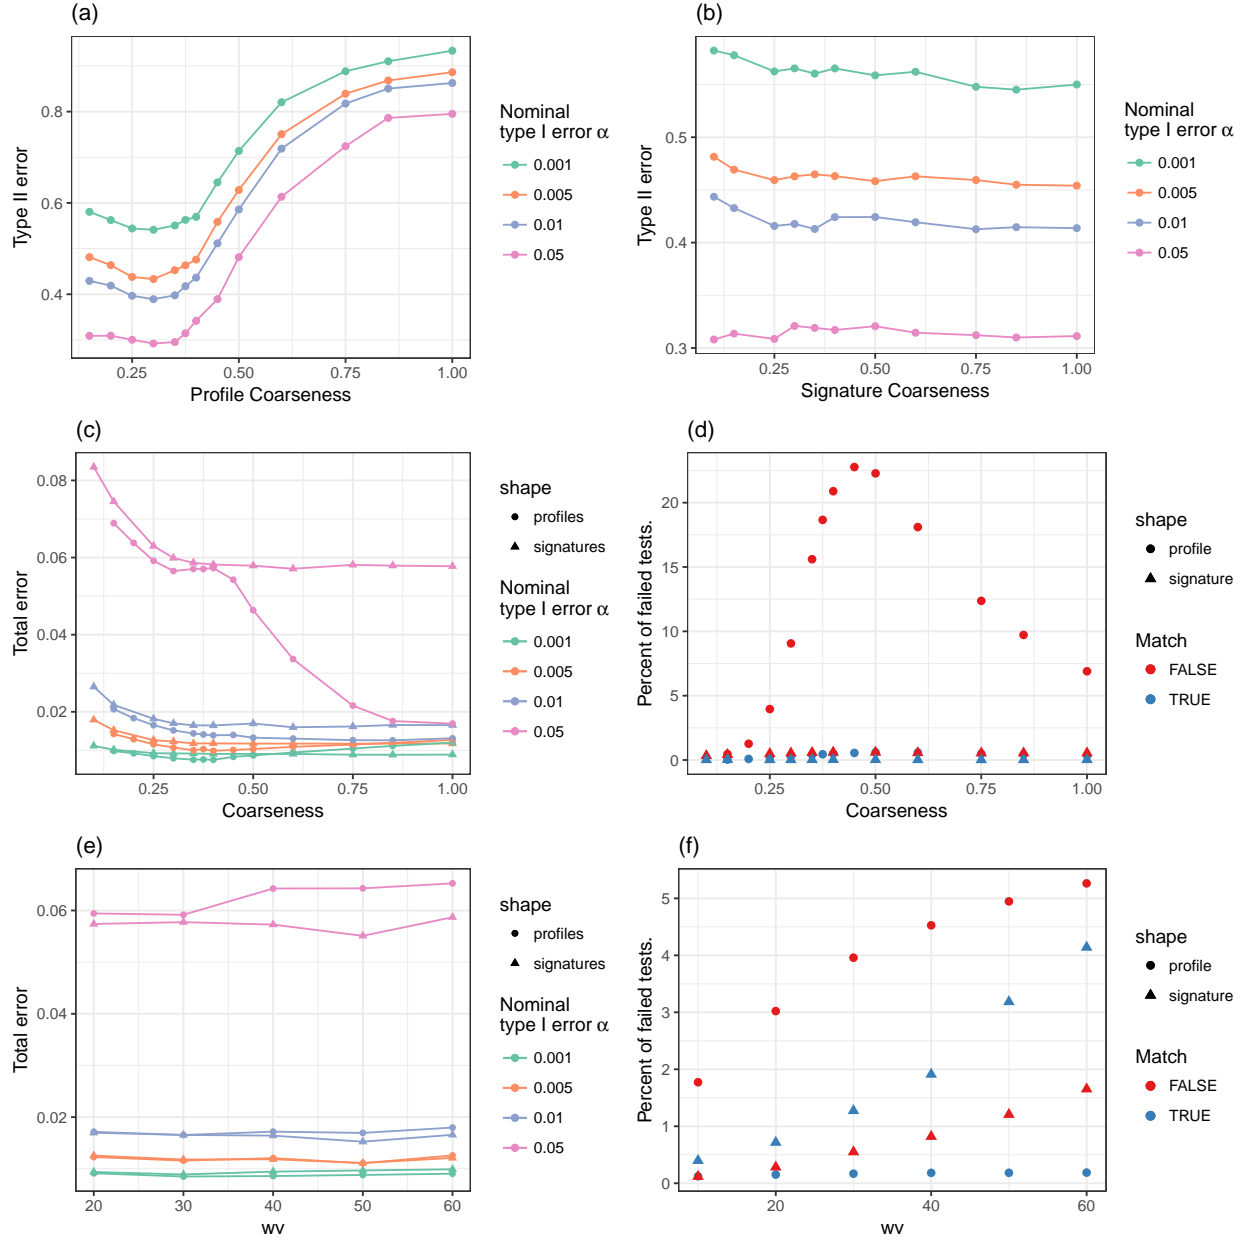 (a)
0.8
0.6
0.4
0.25
0.50
0.75
1.00
Type II error
Profile Coarseness
Nominal
type I error α
0.001
0.005
0.01
0.05
(b)
0.5
0.4
0.3
0.25
0.50
0.75
1.00
Type II error
Signature Coarseness
Nominal
type I error α
0.001
0.005
0.01
0.05
(c)
0.08
0.06
0.04
0.02
0.25
0.50
0.75
1.00
Total error
Coarseness
shape
profiles
signatures
Nominal
type I error α
0.001
0.005
0.01
0.05
(d)
20
15
10
5
0
0.25
0.50
0.75
1.00
Percent of failed tests.
Coarseness
shape
profile
signature
Match
FALSE
TRUE
(e)
0.06
0.04
0.02
20
30
40
50
60
Total error
wv
shape
profiles
signatures
Nominal
type I error α
0.001
0.005
0.01
0.05
(f)
5
4
3
2
1
0
20
40
60
Percent of failed tests.
wv
shape
profile
signature
Match
FALSE
TRUE